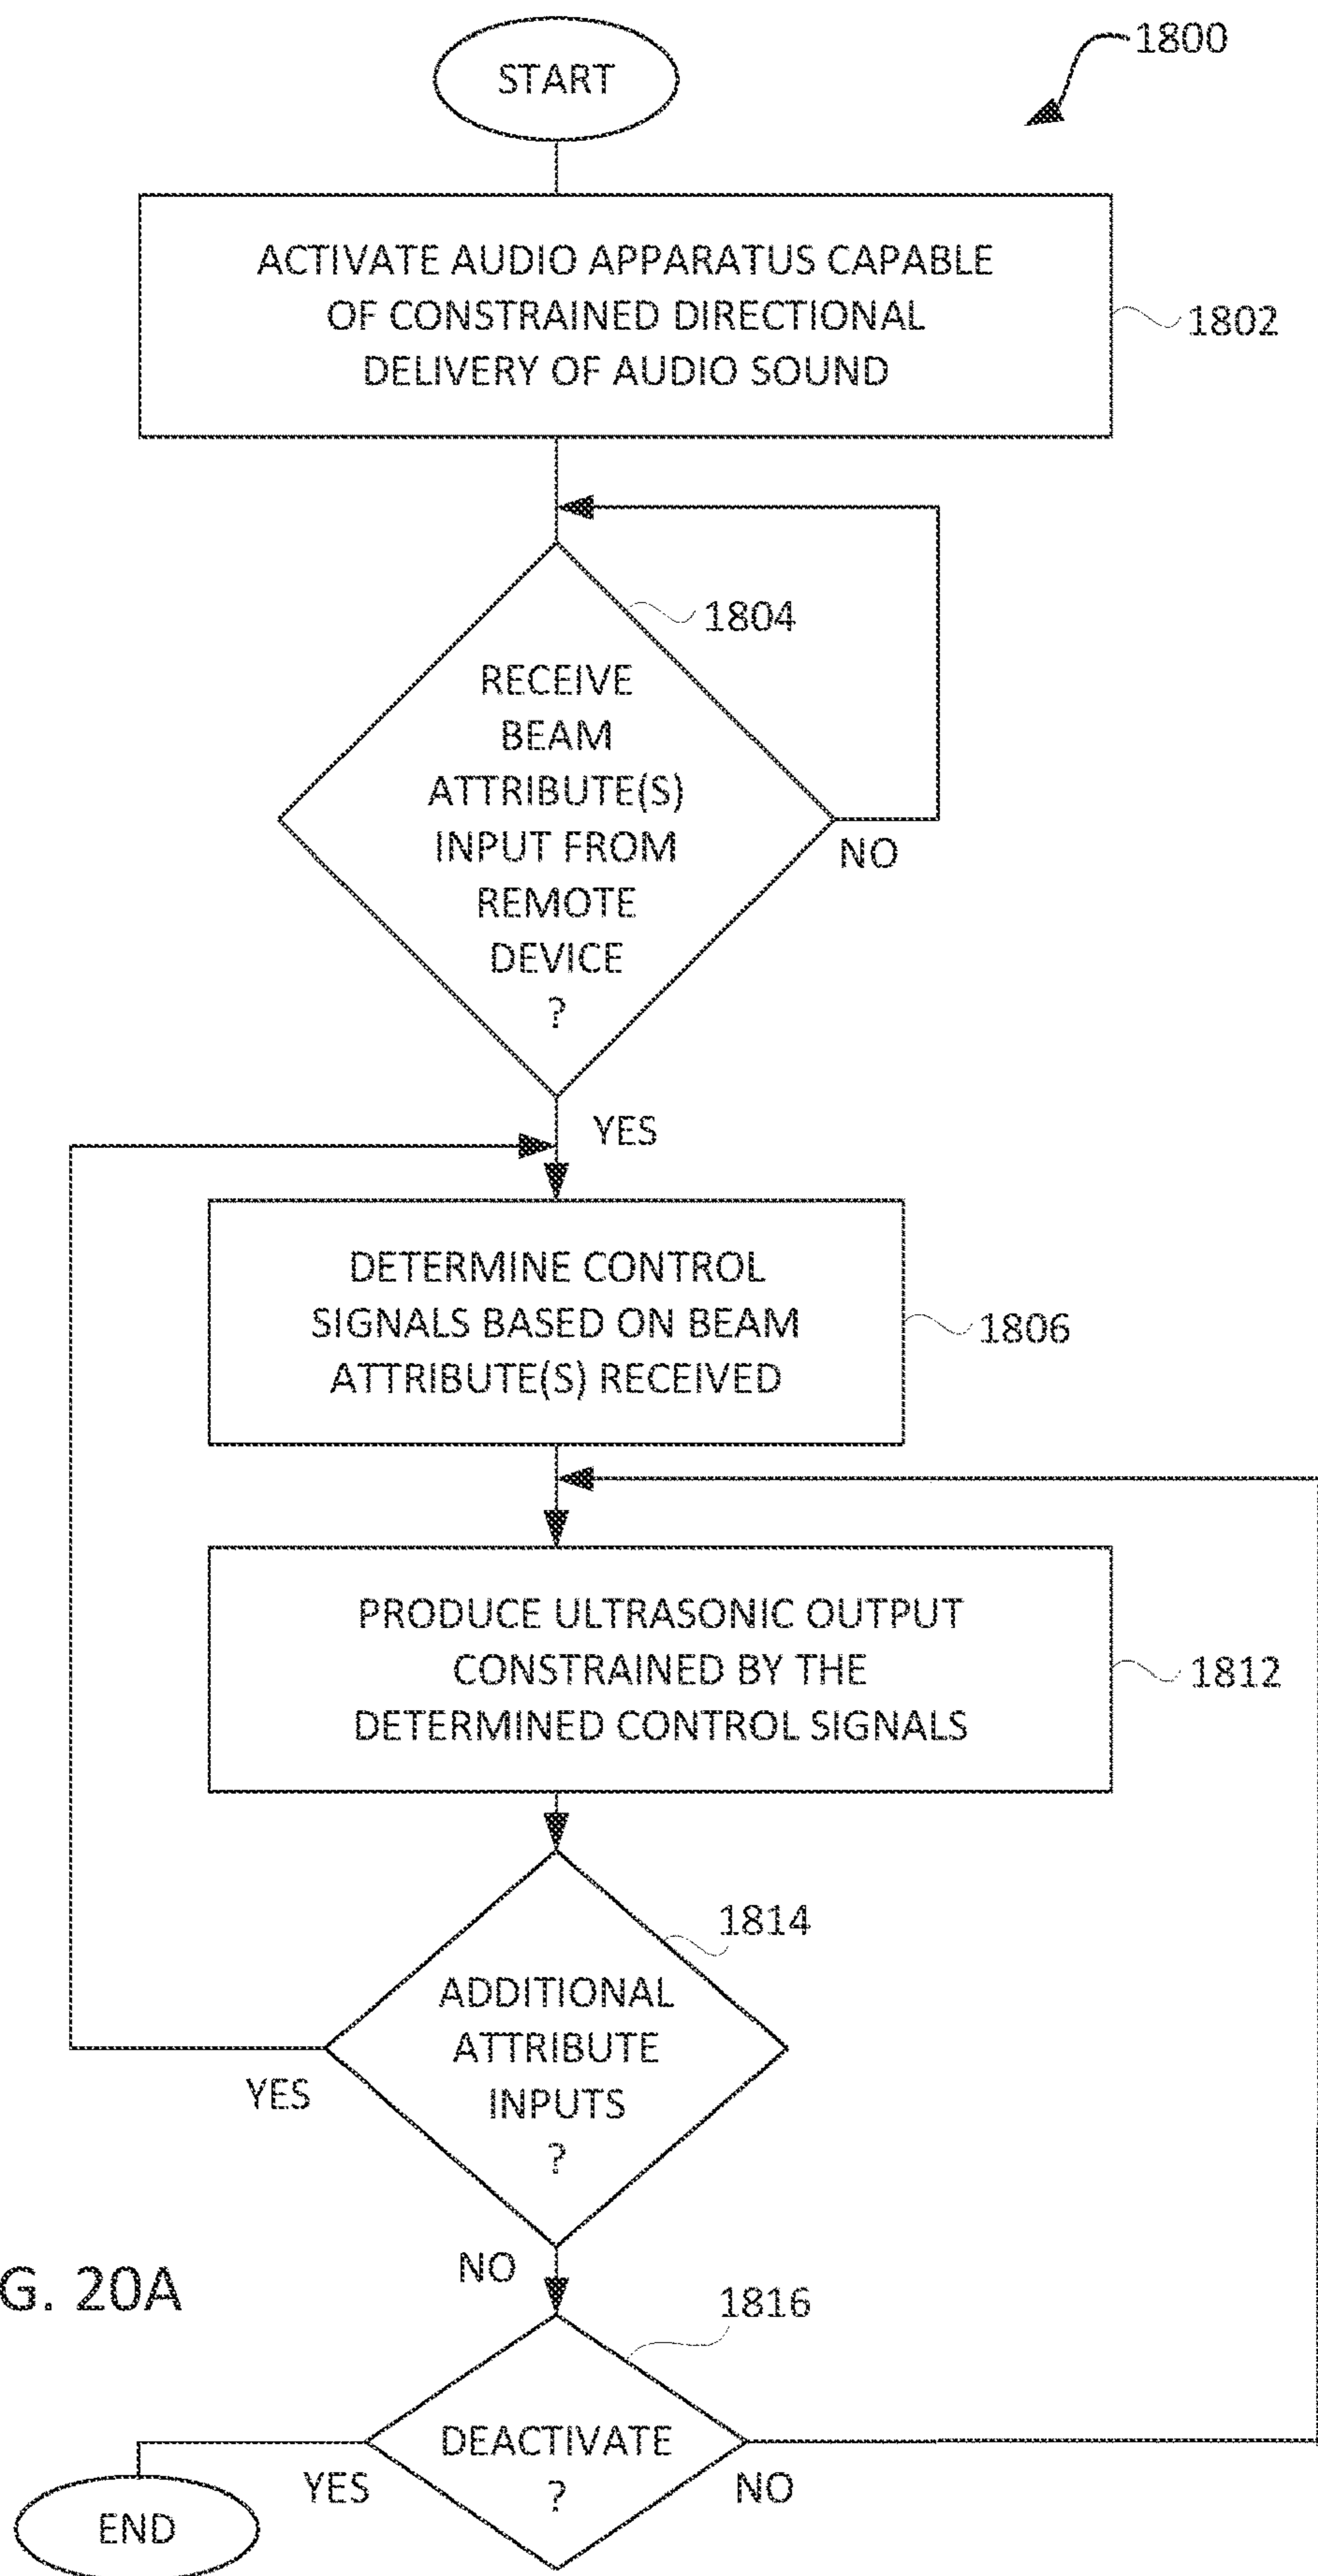 START
1800
ACTIVATE AUDIO APPARATUS CAPABLE
OF CONSTRAINED DIRECTIONAL
DELIVERY OF AUDIO SOUND
1802
1804
RECEIVE
BEAM
ATTRIBUTE(S)
INPUT FROM
REMOTE
DEVICE
?
NO
YES
DETERMINE CONTROL
SIGNALS BASED ON BEAM
ATTRIBUTE(S) RECEIVED
1806
PRODUCE ULTRASONIC OUTPUT
CONSTRAINED BY THE
DETERMINED CONTROL SIGNALS
1812
1814
ADDITIONAL
ATTRIBUTE
INPUTS
?
YES
NO
G. 20A
1816
DEACTIVATE
?
YES
NO
END